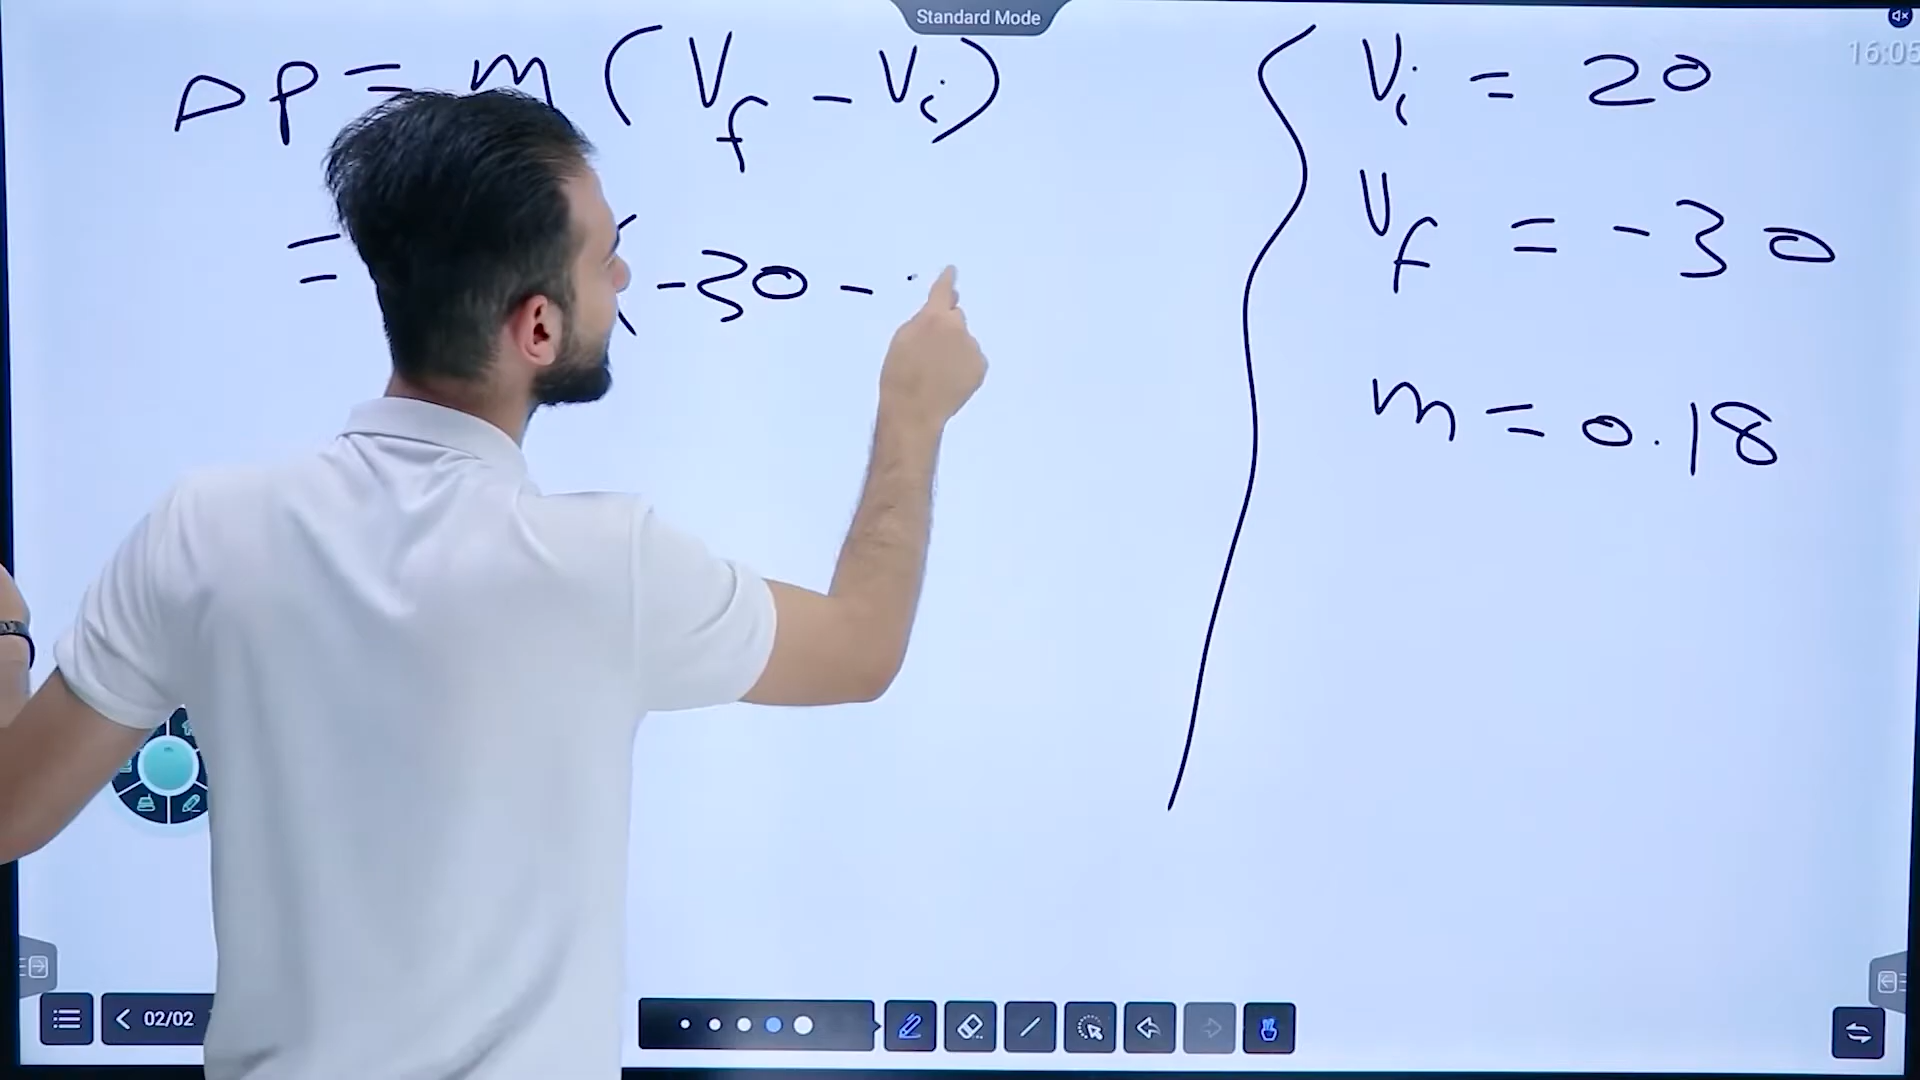 Standard Mode
16:05
Δp = m (Vf - Vi)
= ( -30 -
Vi = 20
Vf = -30
m = 0.18
02/02